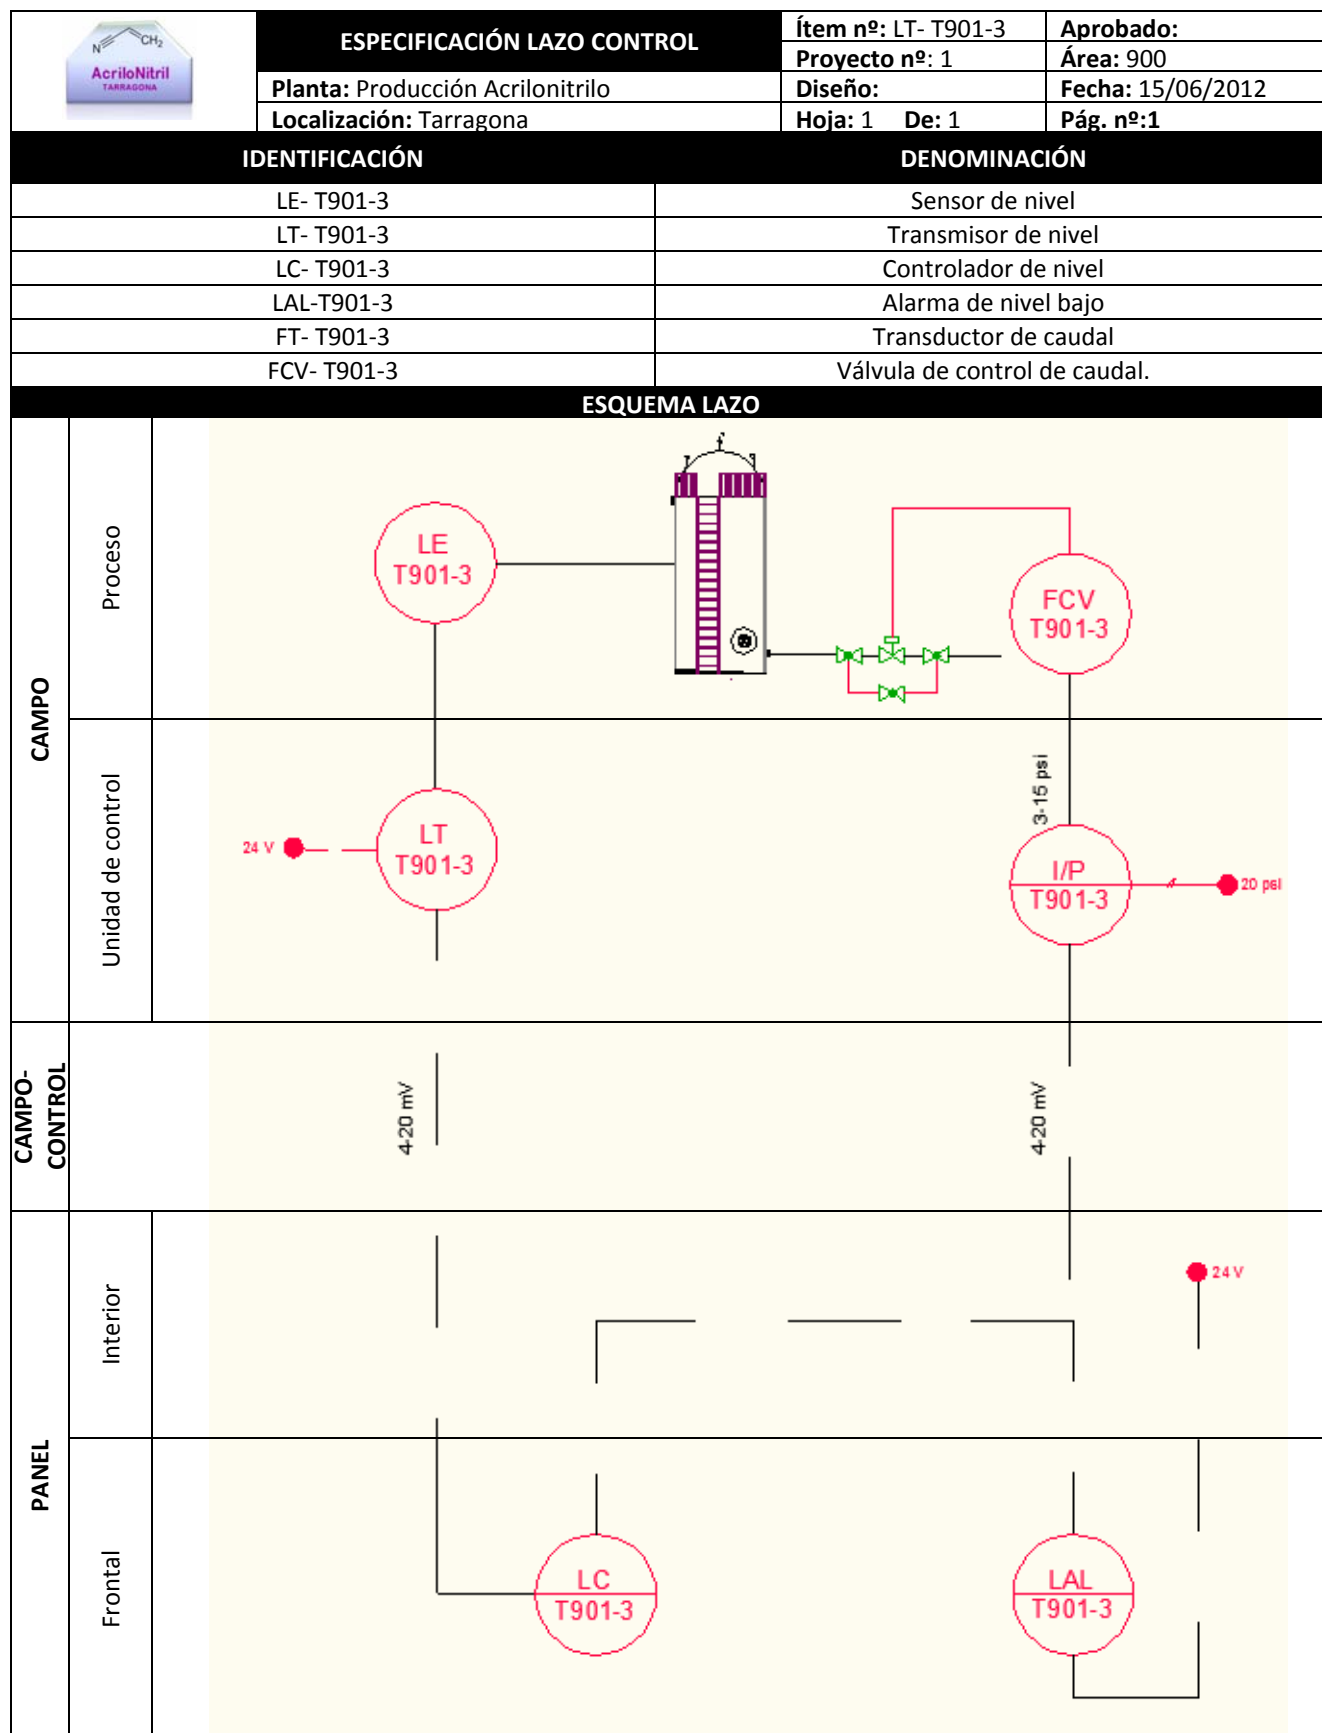 N
CH2
AcriloNitril
TARRAGONA
ESPECIFICACIÓN LAZO CONTROL
Ítem nº: LT- T901-3
Aprobado:
Proyecto nº: 1
Área: 900
Planta: Producción Acrilonitrilo
Diseño:
Fecha: 15/06/2012
Localización: Tarragona
Hoja: 1 De: 1
Pág. nº:1
IDENTIFICACIÓN
DENOMINACIÓN
LE- T901-3
Sensor de nivel
LT- T901-3
Transmisor de nivel
LC- T901-3
Controlador de nivel
LAL-T901-3
Alarma de nivel bajo
FT- T901-3
Transductor de caudal
FCV- T901-3
Válvula de control de caudal.
ESQUEMA LAZO
CAMPO
Proceso
LE
T901-3
FCV
T901-3
Unidad de control
24 V
LT
T901-3
3-15 psi
I/P
T901-3
20 psi
CAMPO-
CONTROL
4-20 mV
4-20 mV
PANEL
Interior
24 V
Frontal
LC
T901-3
LAL
T901-3